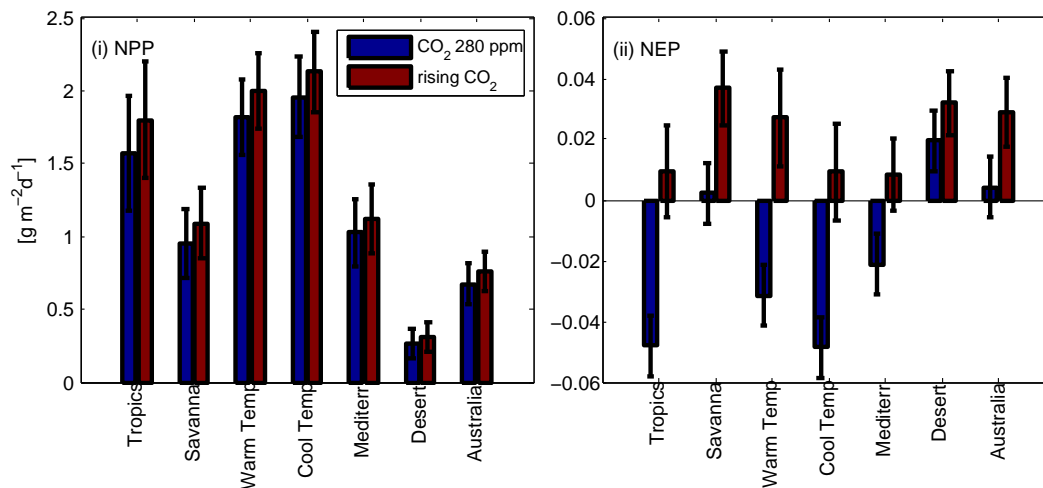 (i) NPP
CO2 280 ppm
rising CO2
[g m−2d−1]
2.5
2
1.5
1
0.5
0
Tropics
Savanna
Warm Temp
Cool Temp
Mediterr
Desert
Australia
(ii) NEP
0.06
0.04
0.02
0
−0.02
−0.04
−0.06
Tropics
Savanna
Warm Temp
Cool Temp
Mediterr
Desert
Australia